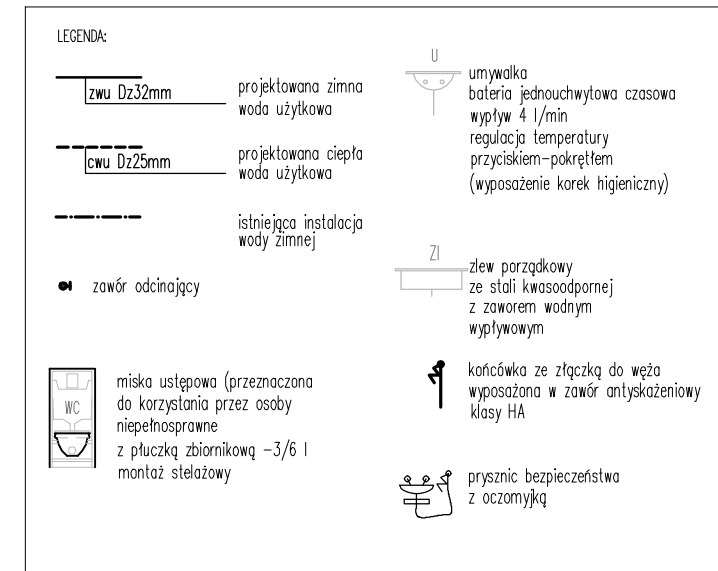 LEGENDA:
zwu Dz32mm
projektowana zimna
woda użytkowa
cwu Dz25mm
projektowana ciepła
woda użytkowa
istniejąca instalacja
wody zimnej
zawór odcinający
WC
miska ustępowa (przeznaczona
do korzystania przez osoby
niepełnosprawne
z płuczką zbiornikową -3/6 l
montaż stelażowy
U
umywalka
bateria jednouchwytowa czasowa
wypływ 4 l/min
regulacja temperatury
przyciskiem-pokrętłem
(wyposażenie korek higieniczny)
Zl
zlew porządkowy
ze stali kwasoodpornej
z zaworem wodnym
wypływowym
końcówka ze złączką do węża
wyposażona w zawór antyskażeniowy
klasy HA
prysznic bezpieczeństwa
z oczomyjką